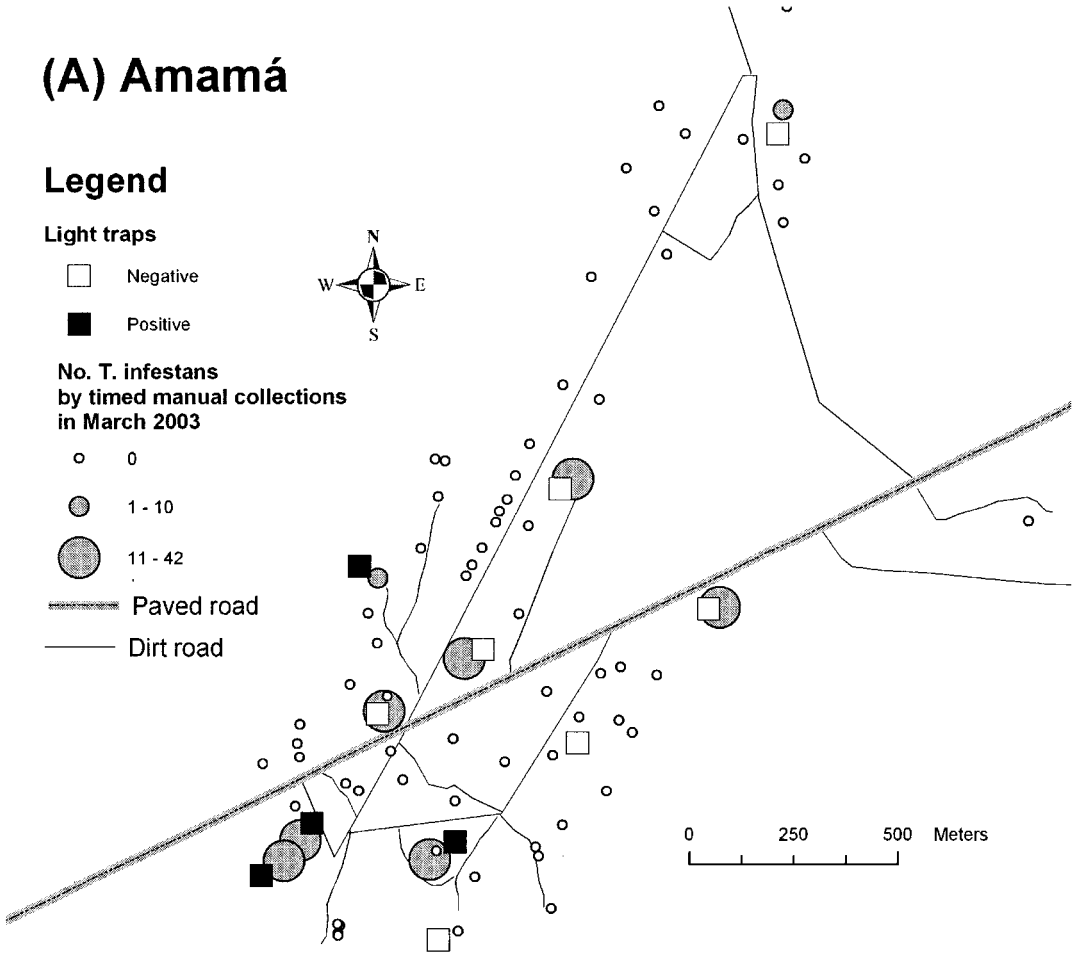 (A) Amamá
Legend
Light traps
Negative
Positive
No. T. infestans
by timed manual collections
in March 2003
0
1 - 10
11 - 42
Paved road
Dirt road
N
W E
S
0 250 500 Meters